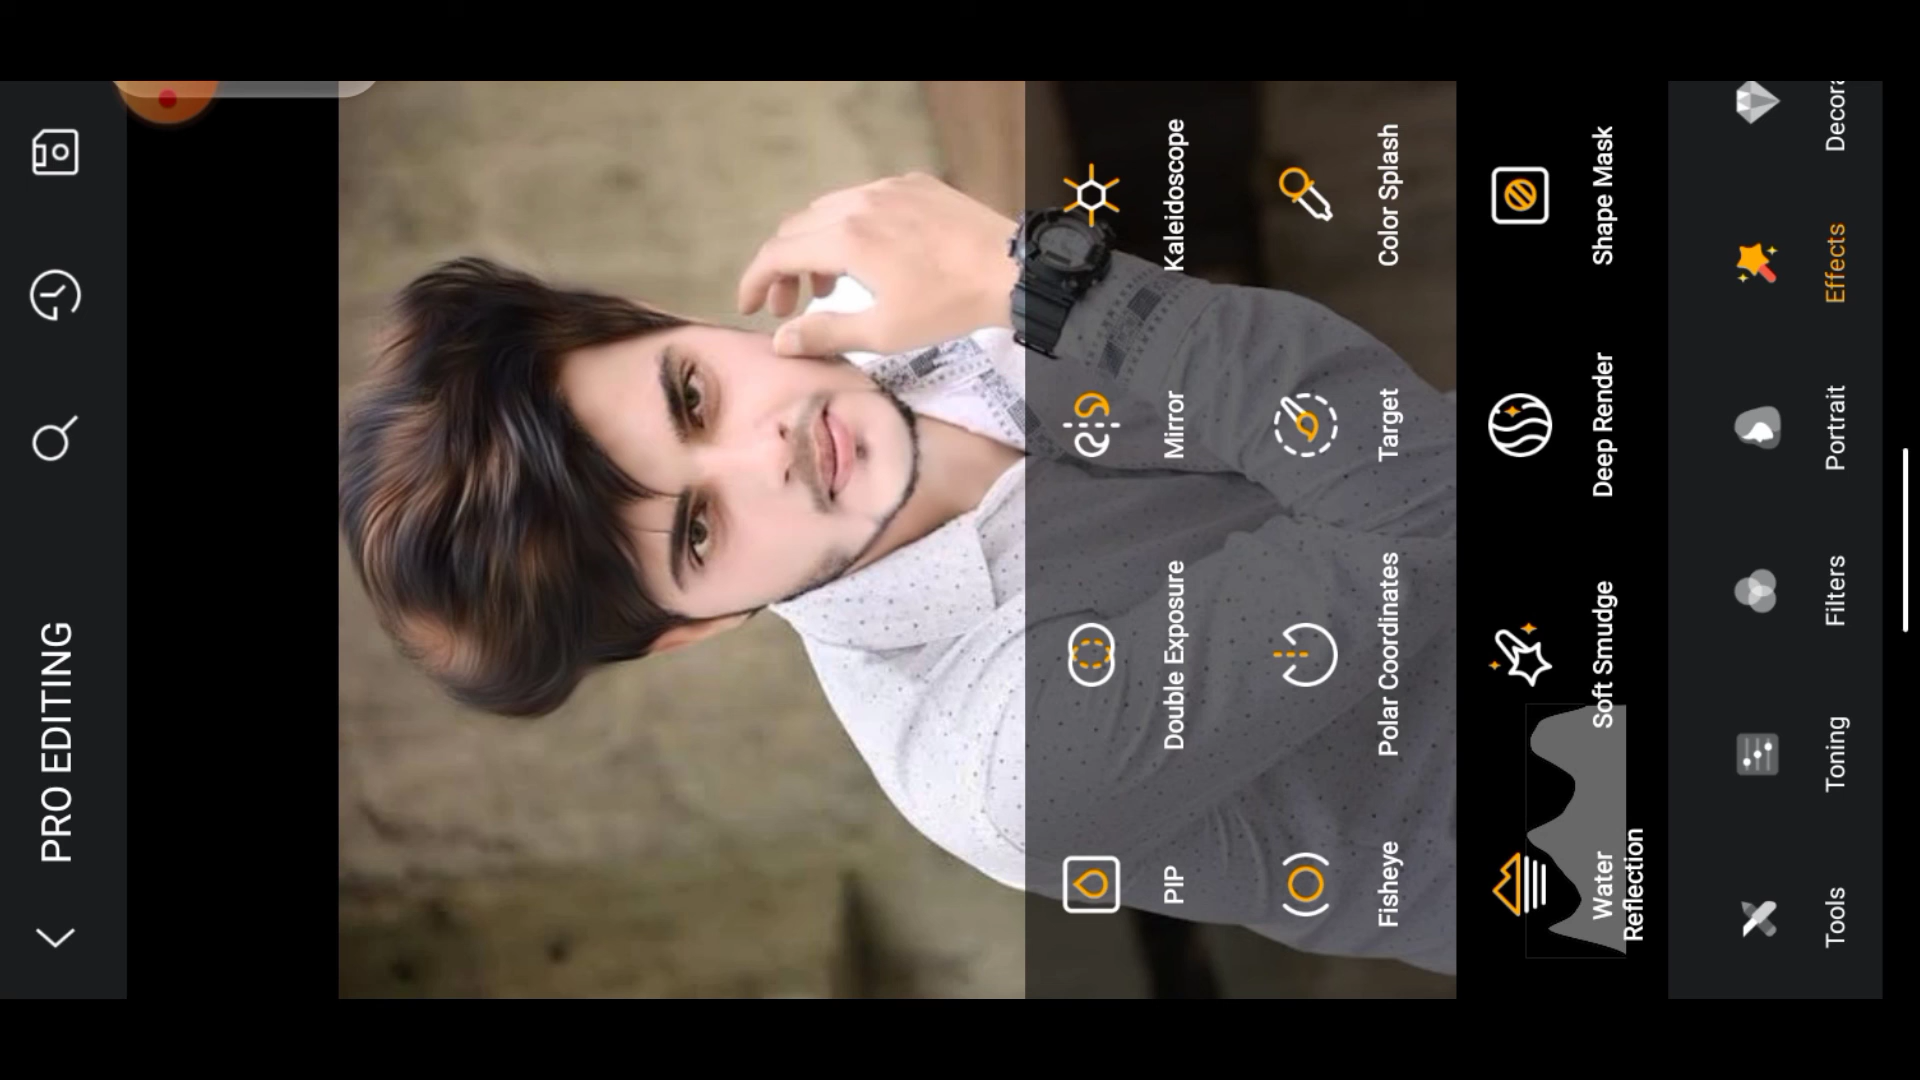 PRO EDITING
PIP
Double Exposure
Mirror
Kaleidoscope
Fisheye
Polar Coordinates
Target
Color Splash
Water
Reflection
Soft Smudge
Deep Render
Shape Mask
Tools
Toning
Filters
Portrait
Effects
Decora